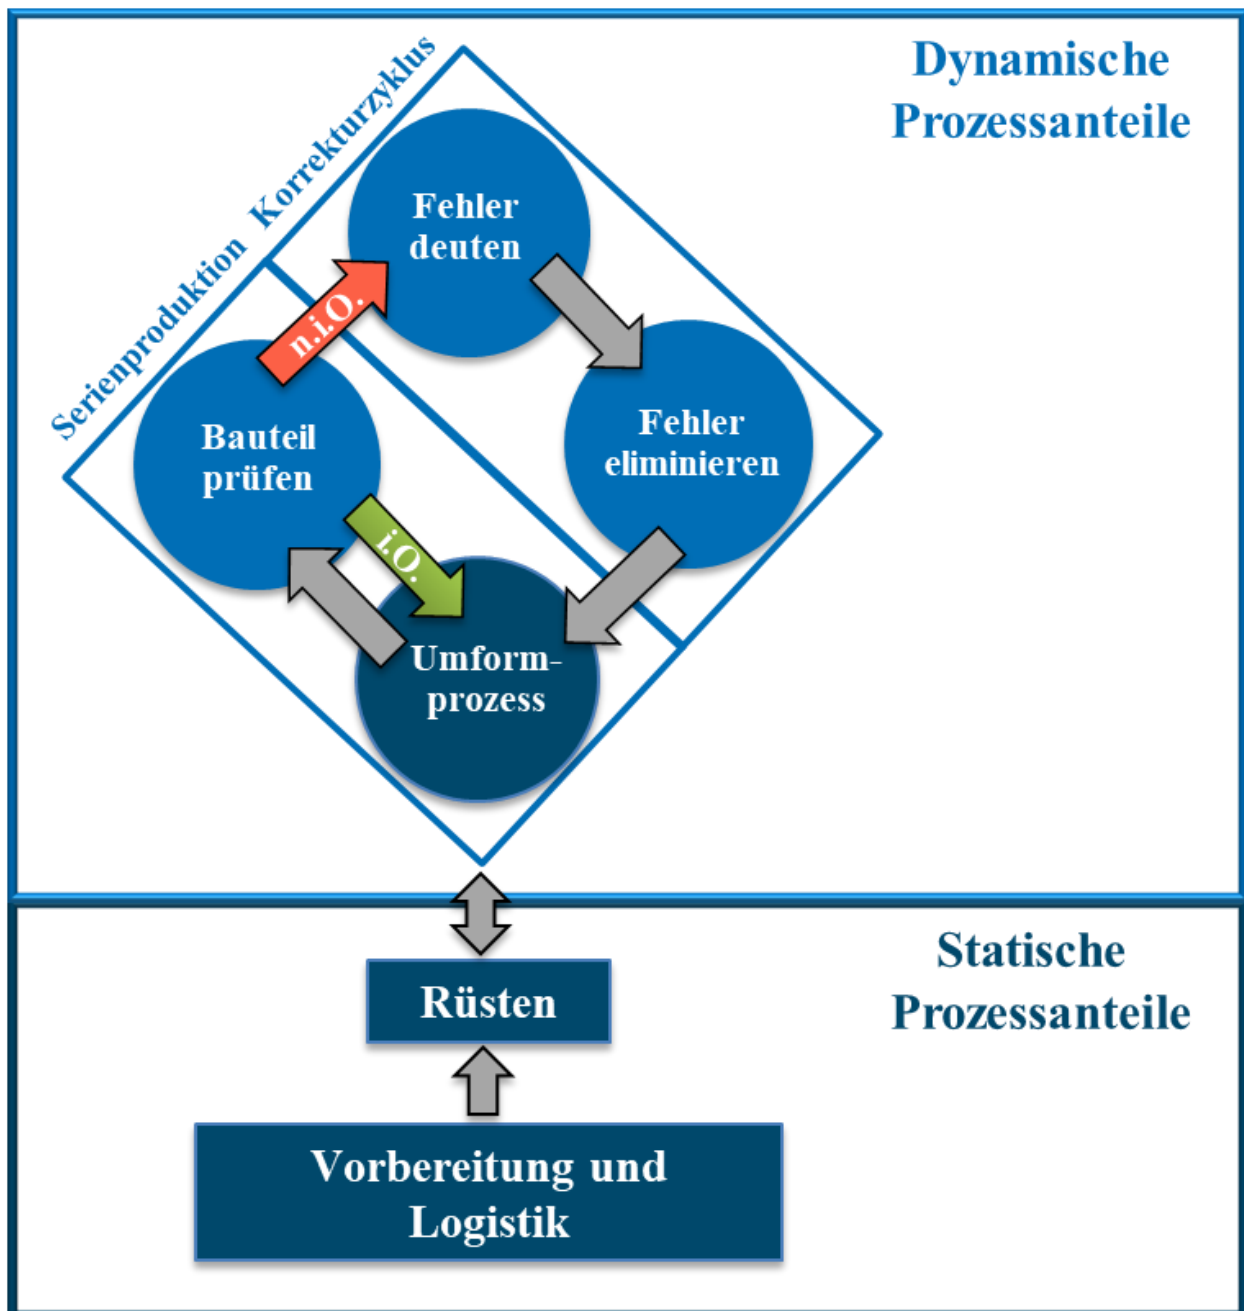 Dynamische
Prozessanteile
Serienproduktion Korrekturzyklus
Fehler
deuten
n.i.O.
Fehler
eliminieren
Bauteil
prüfen
i.O.
Umform-
prozess
Statische
Prozessanteile
Rüsten
Vorbereitung und
Logistik